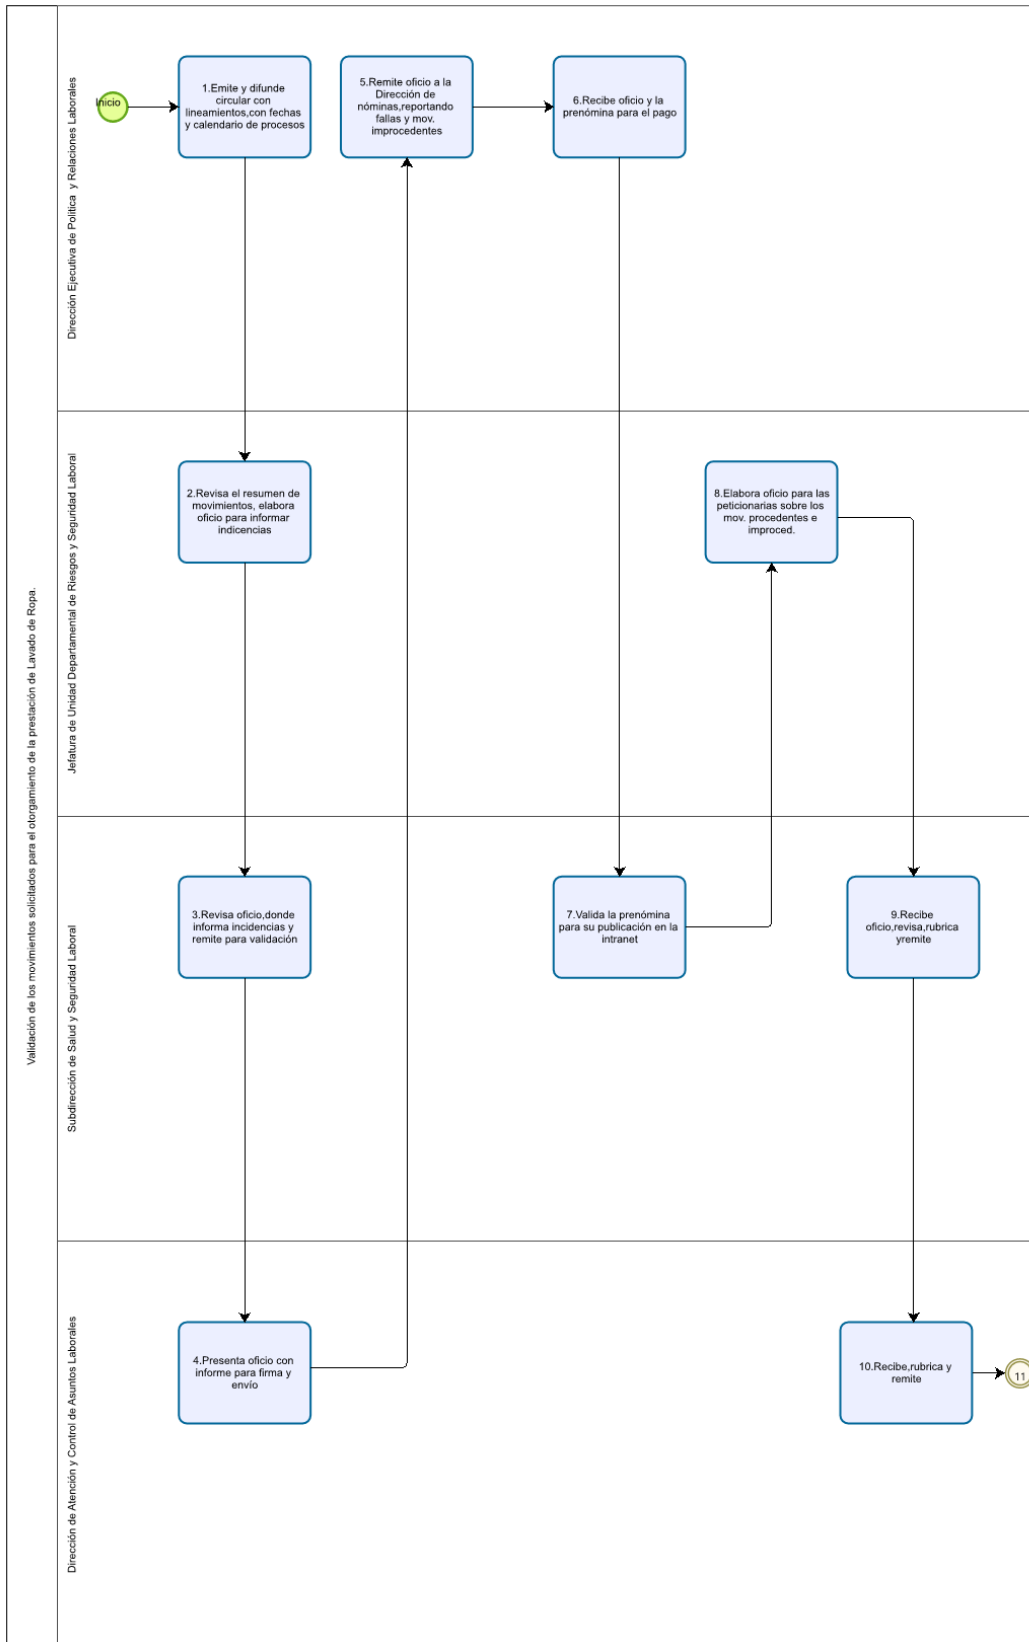 Validación de los movimientos solicitados para el otorgamiento de la prestación de Lavado de Ropa.
Dirección Ejecutiva de Política y Relaciones Laborales
Inicio
1.Emite y difunde
circular con
lineamientos,con fechas
y calendario de procesos
5.Remite oficio a la
Dirección de
nóminas,reportando
fallas y mov.
improcedentes
6.Recibe oficio y la
prenómina para el pago
Jefatura de Unidad Departamental de Riesgos y Seguridad Laboral
2.Revisa el resumen de
movimientos, elabora
oficio para informar
indicencias
8.Elabora oficio para las
peticionarias sobre los
mov. procedentes e
improced.
Subdirección de Salud y Seguridad Laboral
3.Revisa oficio,donde
informa incidencias y
remite para validación
7.Valida la prenómina
para su publicación en la
intranet
9.Recibe
oficio,revisa,rubrica
yremite
Dirección de Atención y Control de Asuntos Laborales
4.Presenta oficio con
informe para firma y
envío
10.Recibe,rubrica y
remite
11